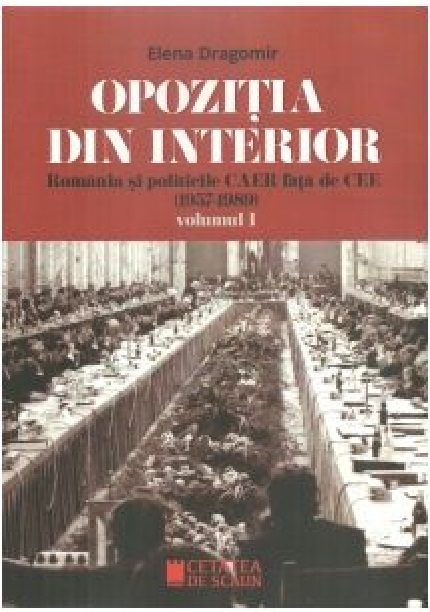 Elena Dragomir
OPOZIȚIA
DIN INTERIOR
România și politicile CAER față de CEE
(1957-1989)
volumul I
CETATEA
DE SCAUN